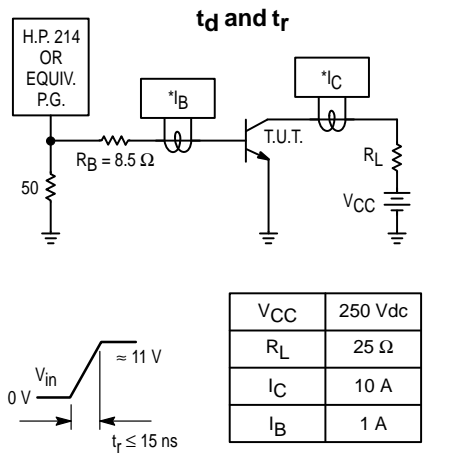 td and tr
H.P. 214
OR
EQUIV.
P.G.
*IB
*IC
T.U.T.
RB = 8.5 Ω
50
RL
VCC
Vin
0 V
≈ 11 V
tr ≤ 15 ns
VCC 250 Vdc
RL 25 Ω
IC 10 A
IB 1 A